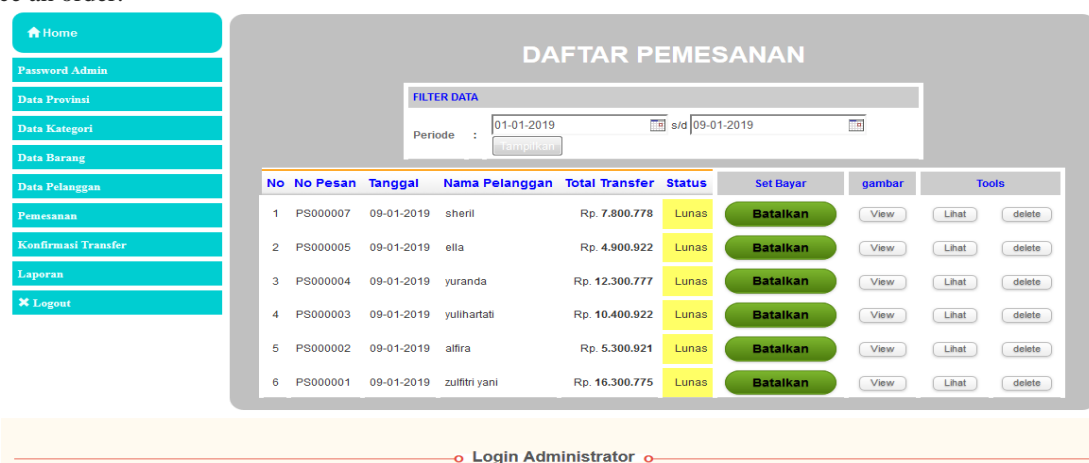 Home
Password Admin
Data Provinsi
Data Kategori
Data Barang
Data Pelanggan
Pemesanan
Konfirmasi Transfer
Laporan
Logout
DAFTAR PEMESANAN
FILTER DATA
Periode : 01-01-2019 s/d 09-01-2019
Tampilkan
No No Pesan Tanggal Nama Pelanggan Total Transfer Status Set Bayar gambar Tools
1 PS000007 09-01-2019 sheril Rp. 7.800.778 Lunas Batalkan View Lihat delete
2 PS000005 09-01-2019 ella Rp. 4.900.922 Lunas Batalkan View Lihat delete
3 PS000004 09-01-2019 yuranda Rp. 12.300.777 Lunas Batalkan View Lihat delete
4 PS000003 09-01-2019 yulihartati Rp. 10.400.922 Lunas Batalkan View Lihat delete
5 PS000002 09-01-2019 alfira Rp. 5.300.921 Lunas Batalkan View Lihat delete
6 PS000001 09-01-2019 zulfitri yani Rp. 16.300.775 Lunas Batalkan View Lihat delete
Login Administrator